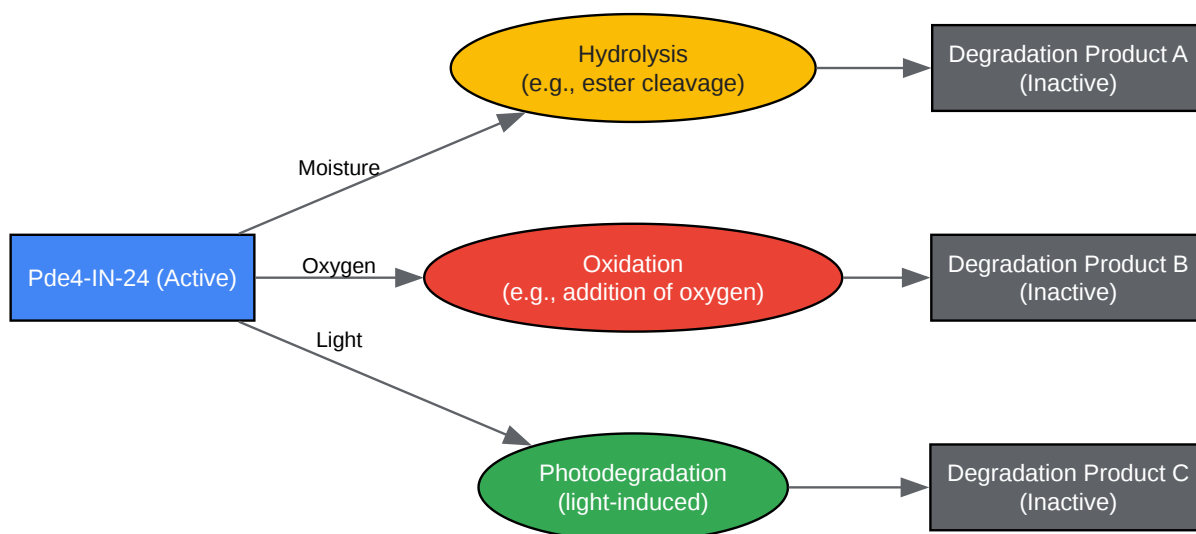 Hydrolysis
(e.g., ester cleavage)
Degradation Product A
(Inactive)
Moisture
Pde4-IN-24 (Active)
Oxygen
Oxidation
(e.g., addition of oxygen)
Degradation Product B
(Inactive)
Light
Photodegradation
(light-induced)
Degradation Product C
(Inactive)